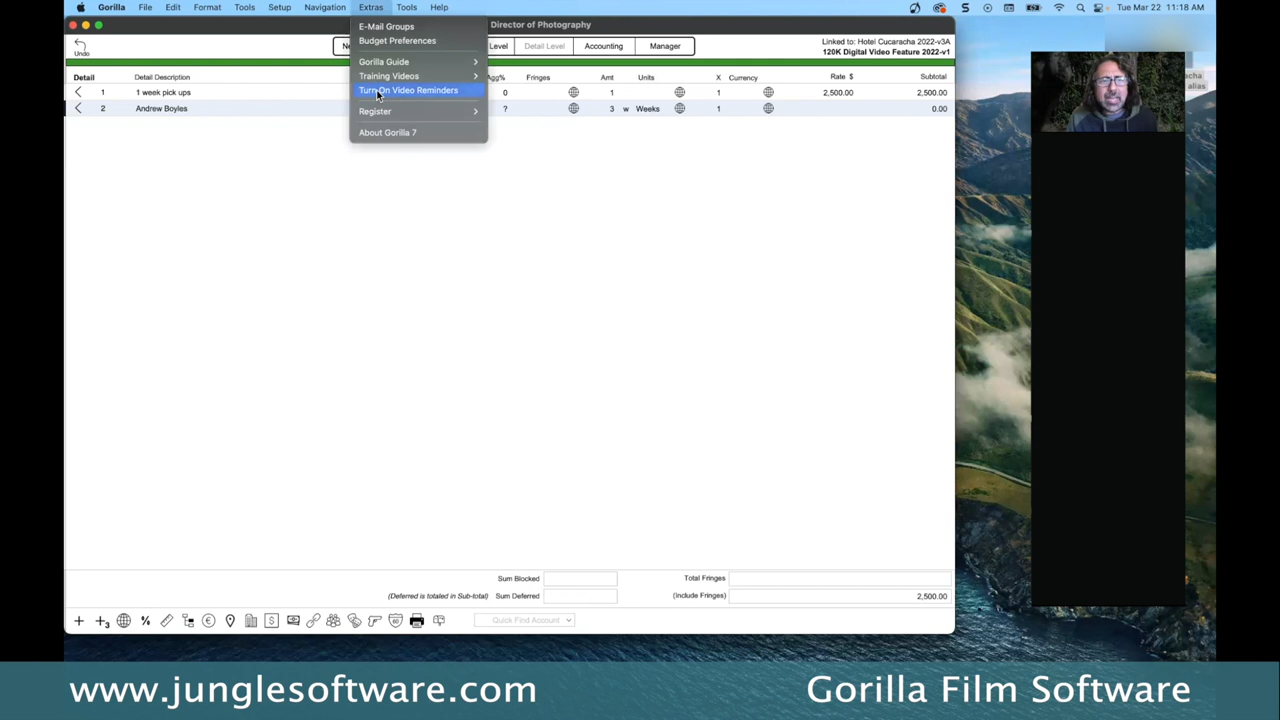 Gorilla File Edit Format Tools Setup Navigation Extras Tools Help Tue Mar 22 11:18 AM
Director of Photography
E-Mail Groups
Budget Preferences
Gorilla Guide
Training Videos
Turn On Video Reminders
Register
About Gorilla 7
Undo
Ne Level Detail Level Accounting Manager
Linked to: Hotel Cucaracha 2022-v3A
120K Digital Video Feature 2022-v1
Detail Detail Description Agg% Fringes Amt Units X Currency Rate $ Subtotal
1 1 week pick ups 0 1 1 2,500.00 2,500.00
2 Andrew Boyles ? 3 w Weeks 1 0.00
acha
alias
Sum Blocked Total Fringes
(Deferred is totaled in Sub-total) Sum Deferred (Include Fringes) 2,500.00
Quick Find Account
www.junglesoftware.com Gorilla Film Software